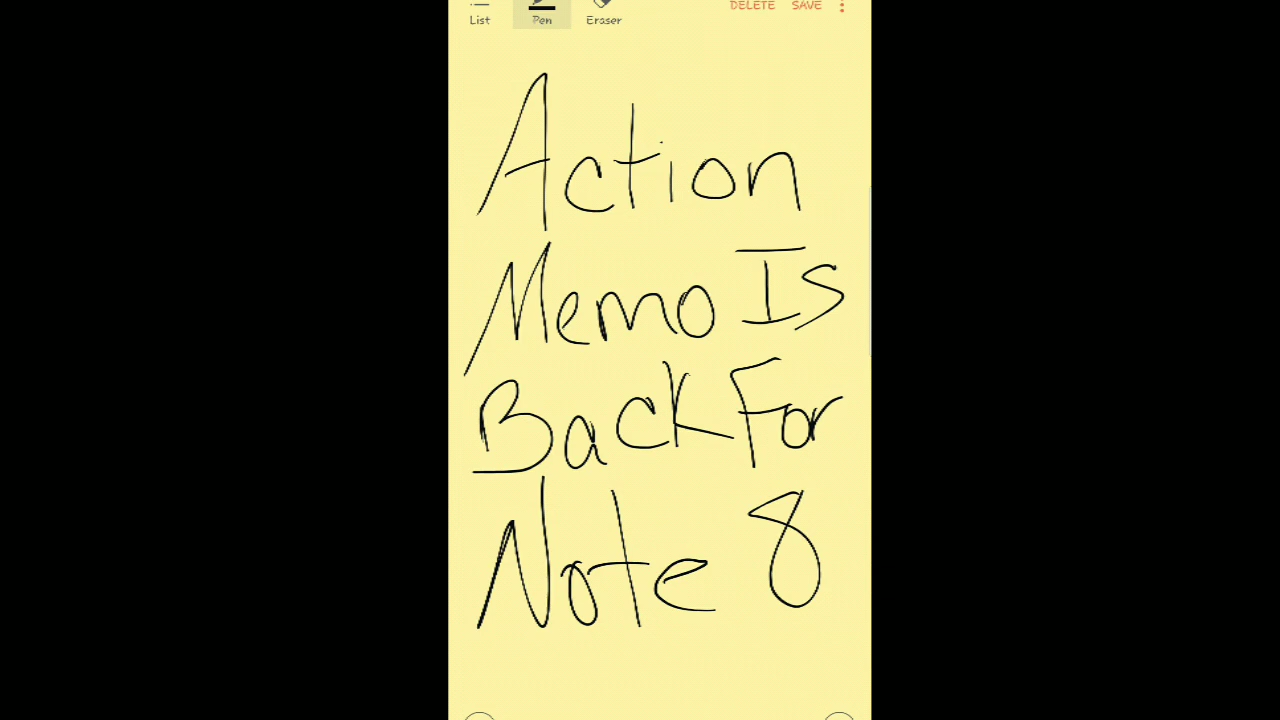 List Pen Eraser DELETE SAVE
Action
Memo Is
Back For
Note 8